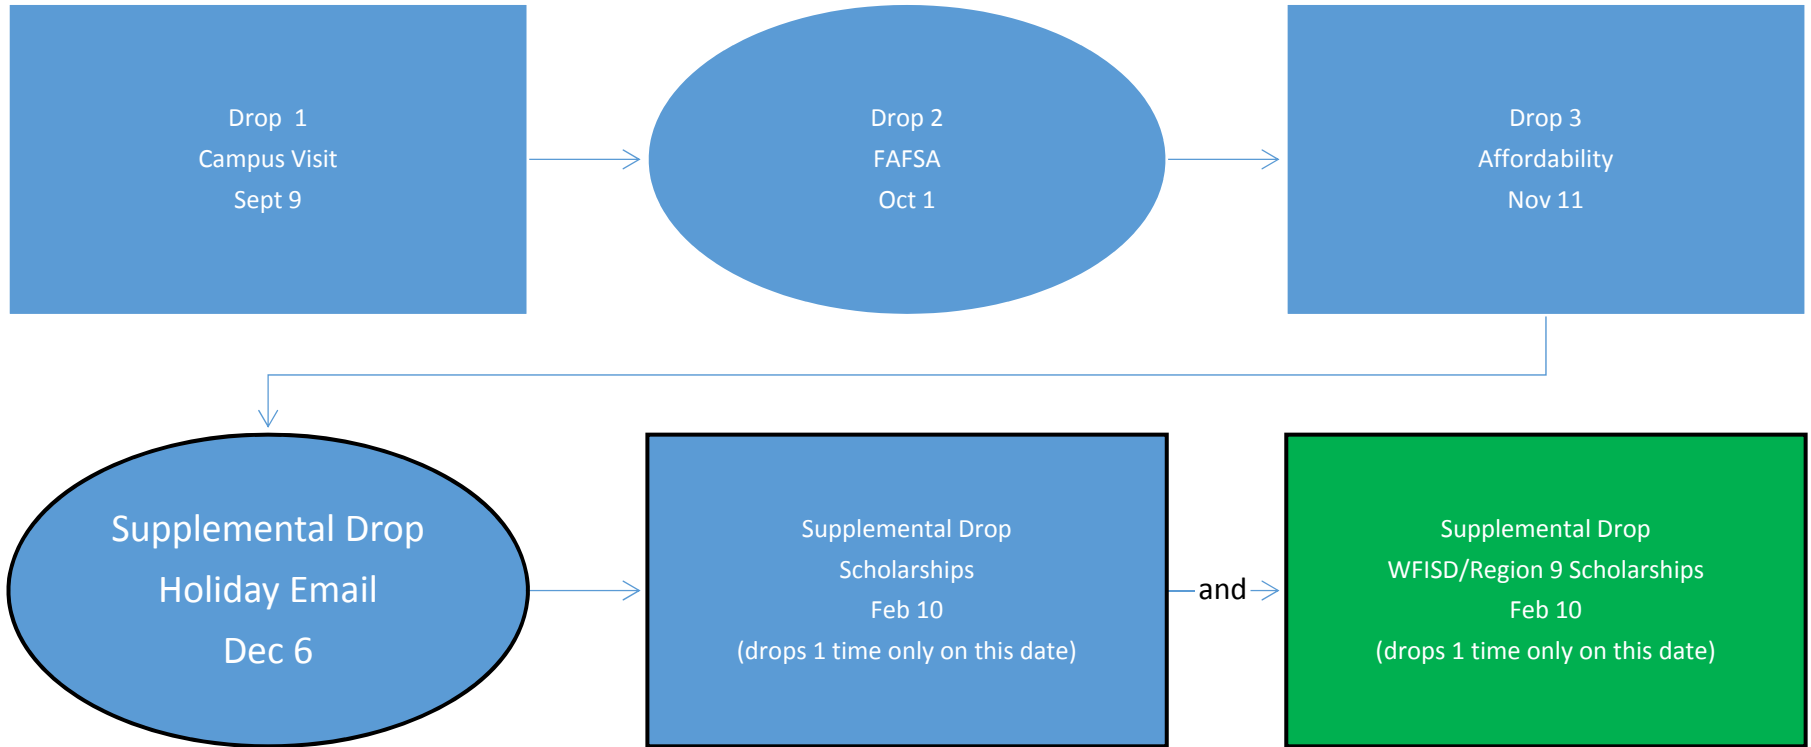 Drop 1
Campus Visit
Sept 9
Drop 2
FAFSA
Oct 1
Drop 3
Affordability
Nov 11
Supplemental Drop
Holiday Email
Dec 6
Supplemental Drop
Scholarships
Feb 10
(drops 1 time only on this date)
and
Supplemental Drop
WFISD/Region 9 Scholarships
Feb 10
(drops 1 time only on this date)